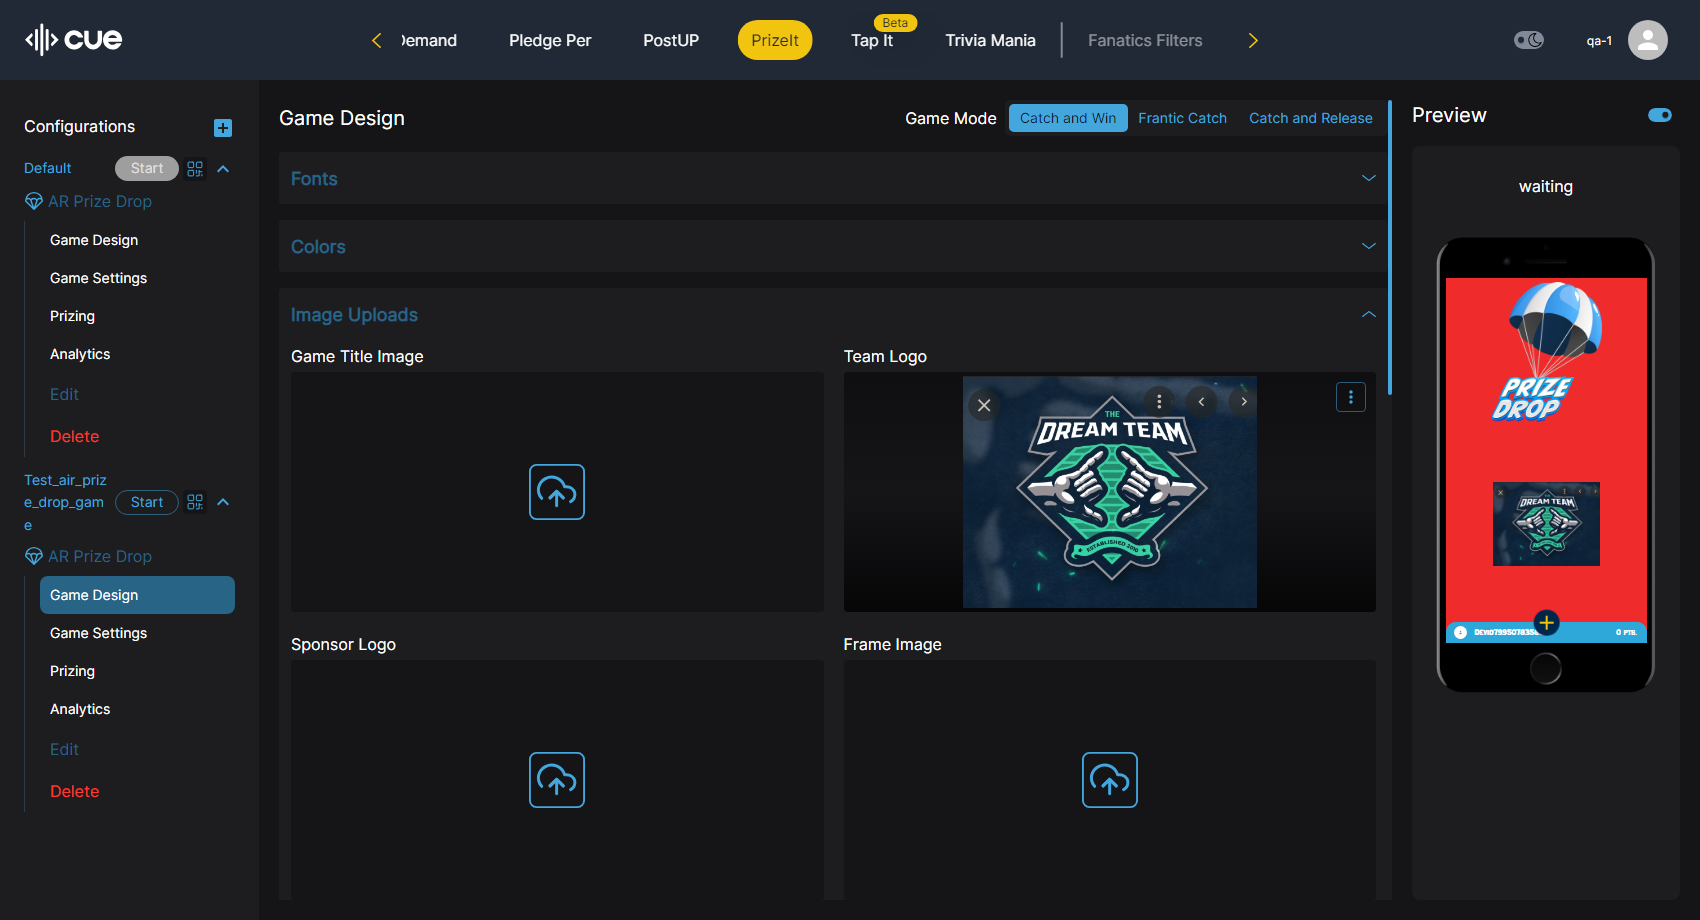 cue
Demand
Pledge Per
PostUP
PrizeIt
Beta
Tap It
Trivia Mania
Fanatics Filters
qa-1
Configurations
Default
Start
AR Prize Drop
Game Design
Game Settings
Prizing
Analytics
Edit
Delete
Test_air_priz
e_drop_gam
e
Start
AR Prize Drop
Game Design
Game Settings
Prizing
Analytics
Edit
Delete
Game Design
Game Mode
Catch and Win
Frantic Catch
Catch and Release
Fonts
Colors
Image Uploads
Game Title Image
Team Logo
THE
DREAM TEAM
ESTABLISHED 2010
Sponsor Logo
Frame Image
Preview
waiting
PRIZE
DROP
DREAM TEAM
0 PTS.